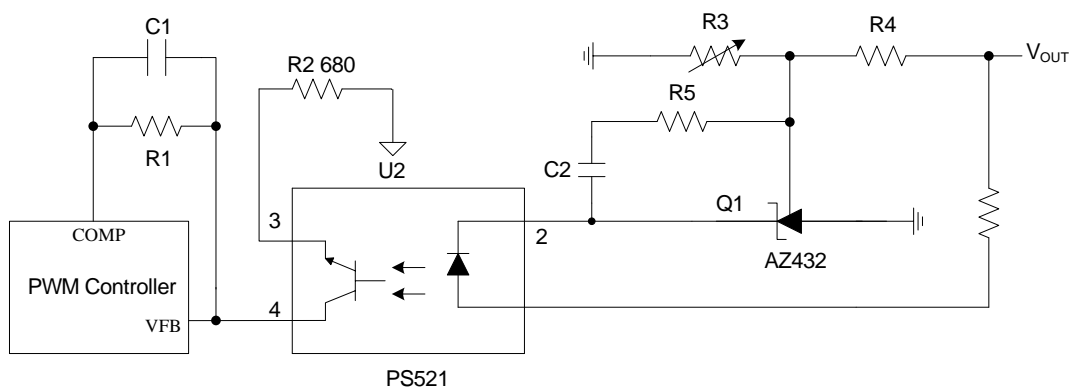 C1
R1
R2 680
R3
R4
VOUT
R5
C2
U2
Q1
AZ432
3
2
4
COMP
PWM Controller
VFB
PS521